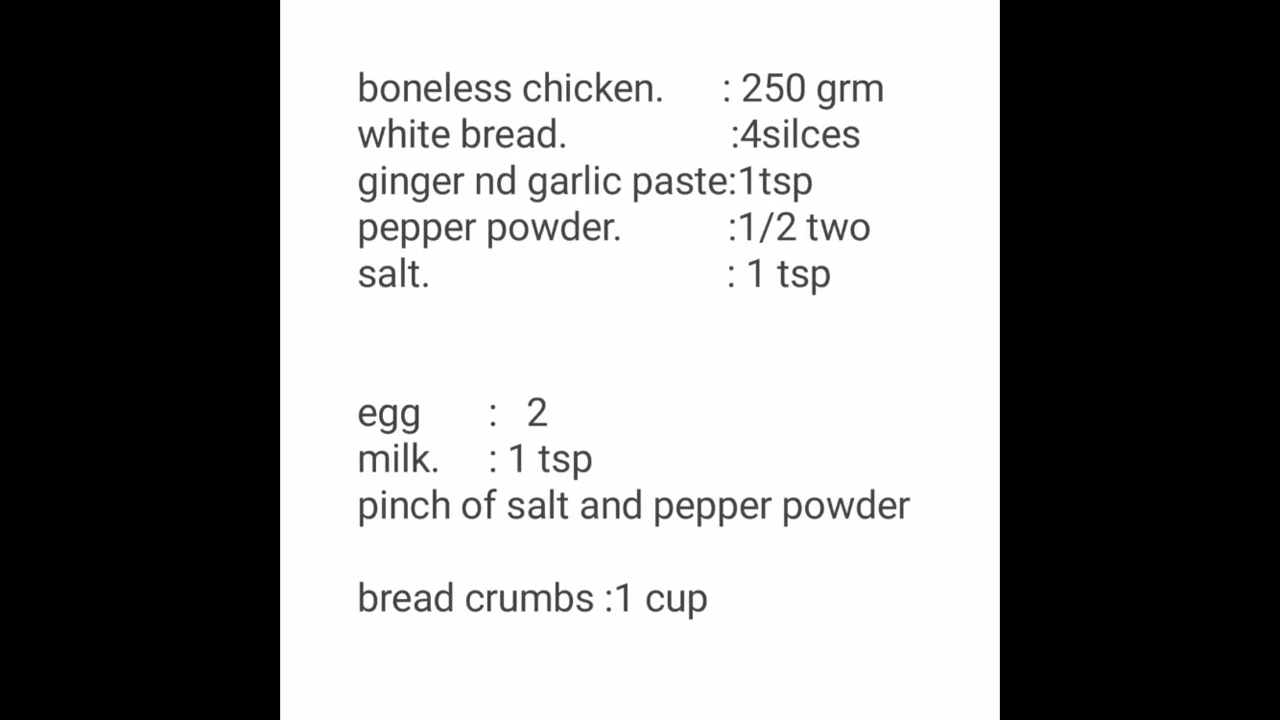 boneless chicken. : 250 grm
white bread. :4silces
ginger nd garlic paste:1tsp
pepper powder. :1/2 two
salt. : 1 tsp
egg : 2
milk. : 1 tsp
pinch of salt and pepper powder
bread crumbs :1 cup